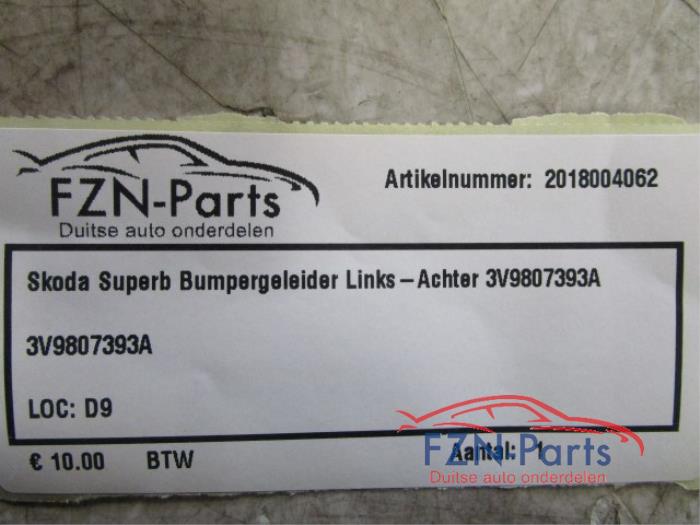 FZN-Parts
Duitse auto onderdelen
Artikelnummer: 2018004062
Skoda Superb Bumpergeleider Links-Achter 3V9807393A
3V9807393A
LOC: D9
€ 10.00 BTW Aantal: 1
FZN-Parts
Duitse auto onderdelen